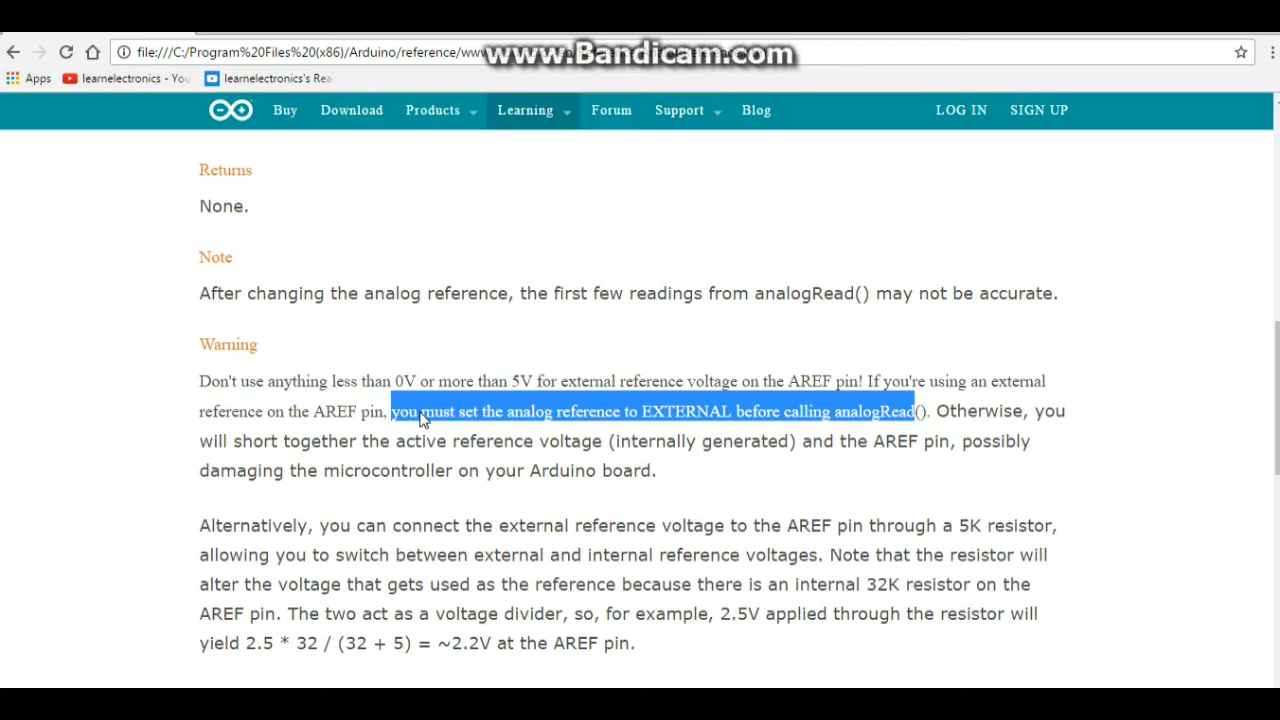 www.Bandicam.com
file:///C:/Program%20Files%20(x86)/Arduino/reference/www
Apps learnelectronics - You learnelectronics's Rea
Buy Download Products Learning Forum Support Blog LOG IN SIGN UP
Returns
None.
Note
After changing the analog reference, the first few readings from analogRead() may not be accurate.
Warning
Don't use anything less than 0V or more than 5V for external reference voltage on the AREF pin! If you're using an external
reference on the AREF pin, you must set the analog reference to EXTERNAL before calling analogRead(). Otherwise, you
will short together the active reference voltage (internally generated) and the AREF pin, possibly
damaging the microcontroller on your Arduino board.
Alternatively, you can connect the external reference voltage to the AREF pin through a 5K resistor,
allowing you to switch between external and internal reference voltages. Note that the resistor will
alter the voltage that gets used as the reference because there is an internal 32K resistor on the
AREF pin. The two act as a voltage divider, so, for example, 2.5V applied through the resistor will
yield 2.5 * 32 / (32 + 5) = ~2.2V at the AREF pin.